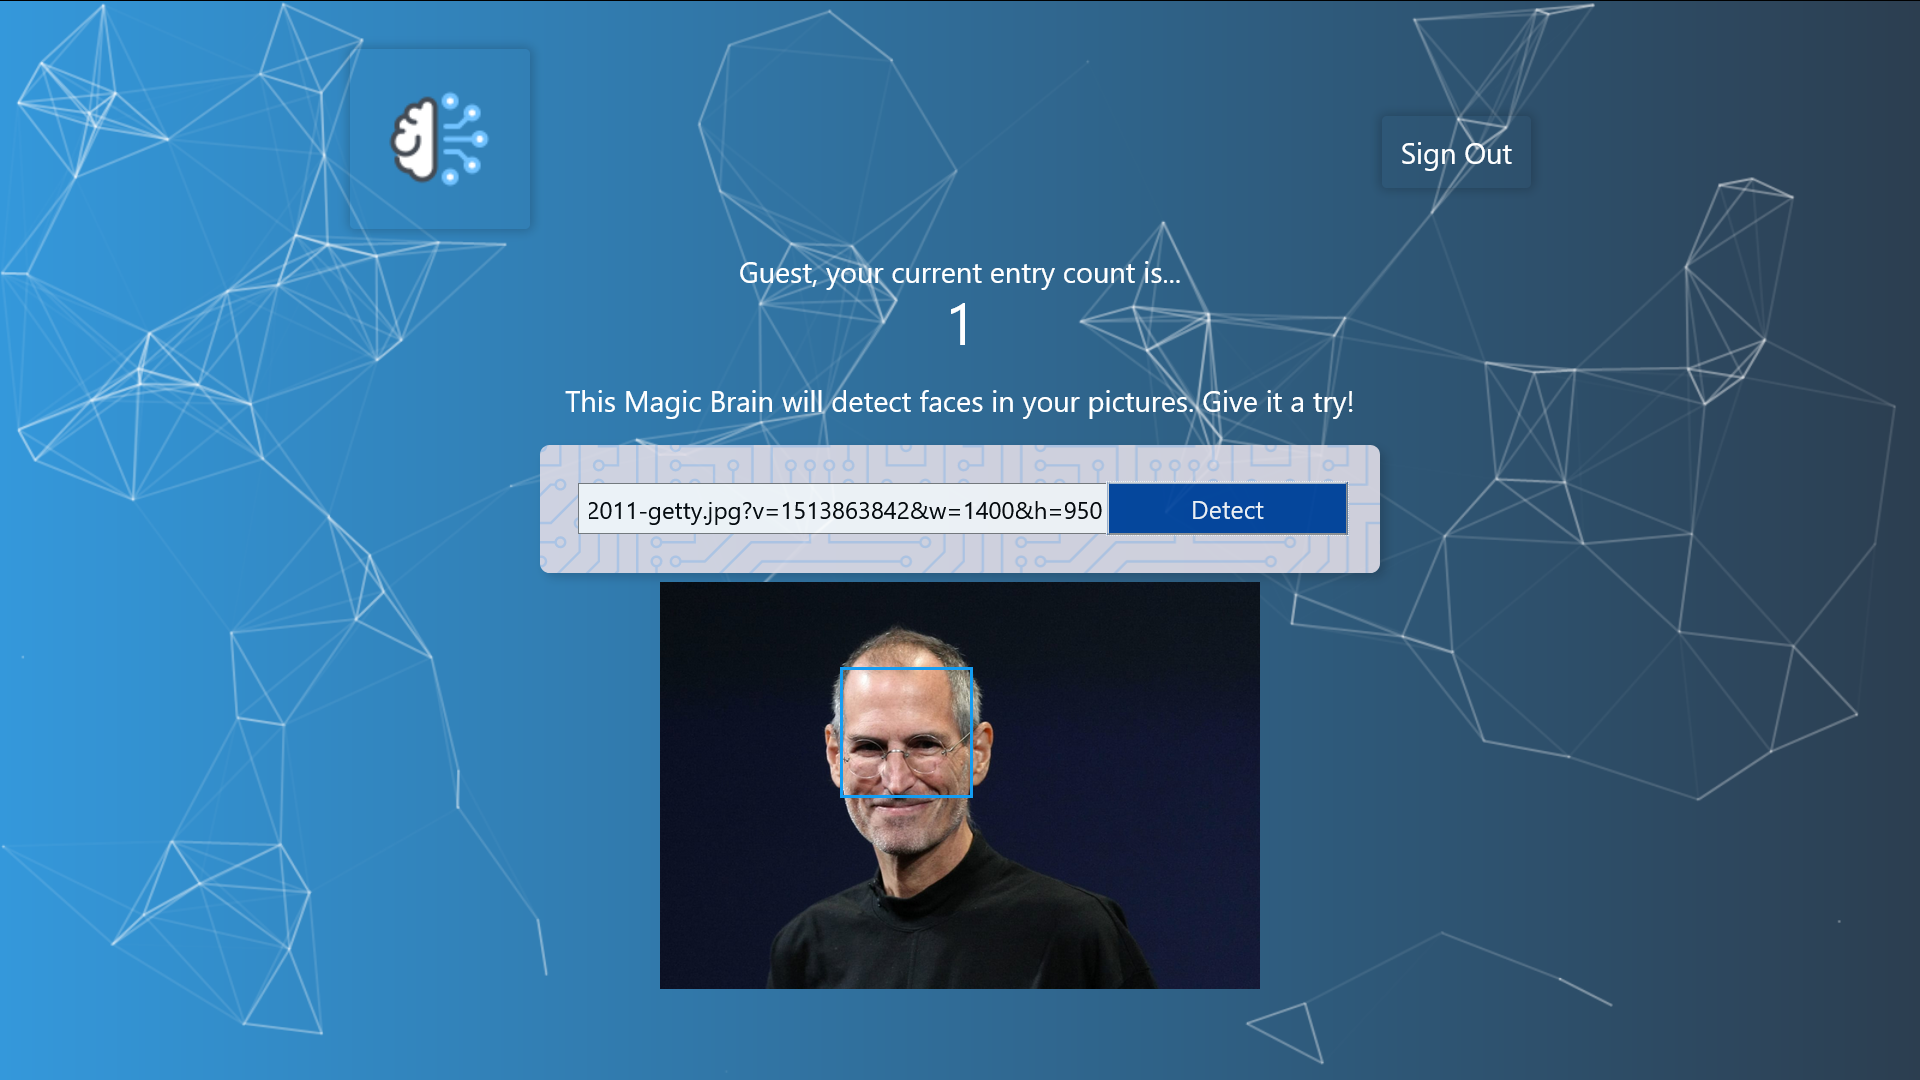 Sign Out
Guest, your current entry count is...
1
This Magic Brain will detect faces in your pictures. Give it a try!
2011-getty.jpg?v=1513863842&w=1400&h=950
Detect